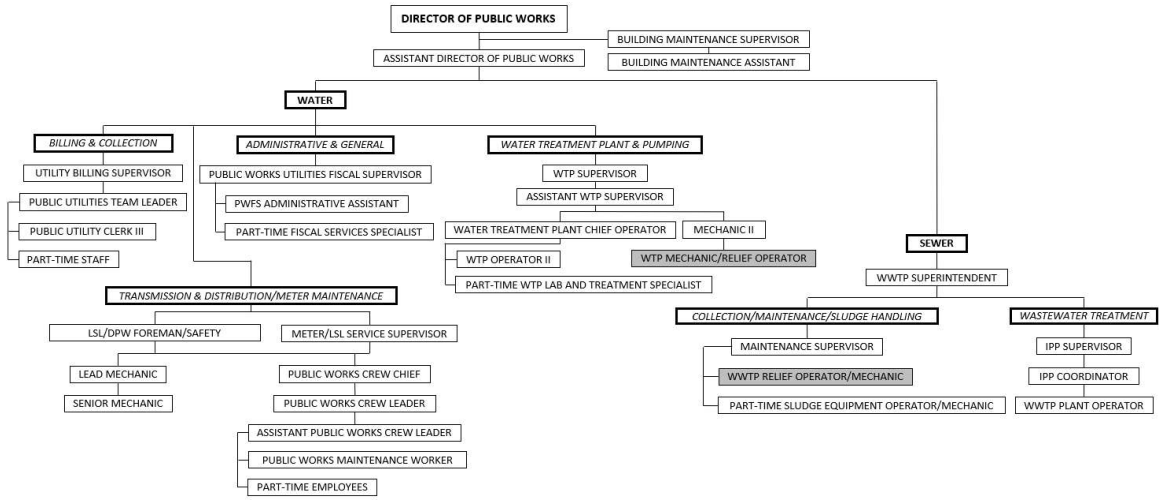 DIRECTOR OF PUBLIC WORKS
BUILDING MAINTENANCE SUPERVISOR
ASSISTANT DIRECTOR OF PUBLIC WORKS
BUILDING MAINTENANCE ASSISTANT
WATER
BILLING & COLLECTION
UTILITY BILLING SUPERVISOR
PUBLIC UTILITIES TEAM LEADER
PUBLIC UTILITY CLERK III
PART-TIME STAFF
ADMINISTRATIVE & GENERAL
PUBLIC WORKS UTILITIES FISCAL SUPERVISOR
PWFS ADMINISTRATIVE ASSISTANT
PART-TIME FISCAL SERVICES SPECIALIST
WATER TREATMENT PLANT & PUMPING
WTP SUPERVISOR
ASSISTANT WTP SUPERVISOR
WATER TREATMENT PLANT CHIEF OPERATOR
MECHANIC II
WTP OPERATOR II
WTP MECHANIC/RELIEF OPERATOR
PART-TIME WTP LAB AND TREATMENT SPECIALIST
TRANSMISSION & DISTRIBUTION/METER MAINTENANCE
LSL/DPW FOREMAN/SAFETY
METER/LSL SERVICE SUPERVISOR
LEAD MECHANIC
SENIOR MECHANIC
PUBLIC WORKS CREW CHIEF
PUBLIC WORKS CREW LEADER
ASSISTANT PUBLIC WORKS CREW LEADER
PUBLIC WORKS MAINTENANCE WORKER
PART-TIME EMPLOYEES
SEWER
WWTP SUPERINTENDENT
COLLECTION/MAINTENANCE/SLUDGE HANDLING
MAINTENANCE SUPERVISOR
WWTP RELIEF OPERATOR/MECHANIC
PART-TIME SLUDGE EQUIPMENT OPERATOR/MECHANIC
WASTEWATER TREATMENT
IPP SUPERVISOR
IPP COORDINATOR
WWTP PLANT OPERATOR